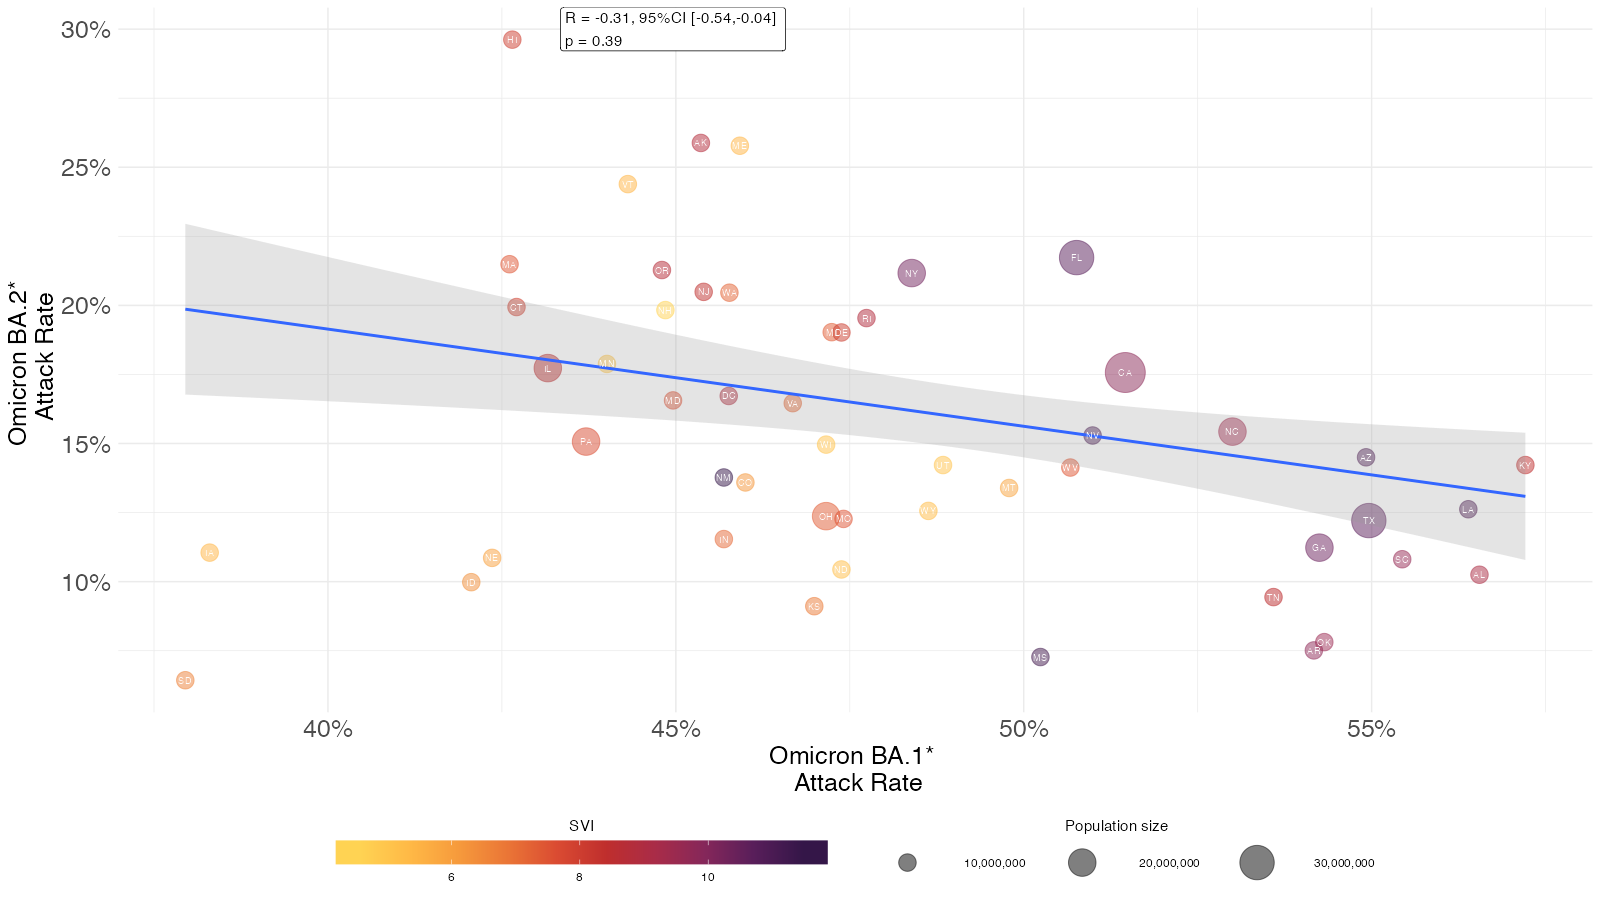 R = -0.31, 95%CI [-0.54,-0.04]
p = 0.39
30%
25%
20%
15%
10%
Omicron BA.2*
Attack Rate
HI
AK
ME
VT
MA
OR
NY
FL
NJ
WA
CT
NH
RI
DE
IL
MN
CA
MD
DC
VA
NC
NV
PA
WI
AZ
UT
WV
KY
NM
CO
MT
OH
MO
WY
TX
LA
IN
GA
IA
NE
SC
ND
AL
ID
KS
TN
OK
AR
MS
SD
40%
45%
50%
55%
Omicron BA.1*
Attack Rate
SVI
6
8
10
Population size
10,000,000
20,000,000
30,000,000